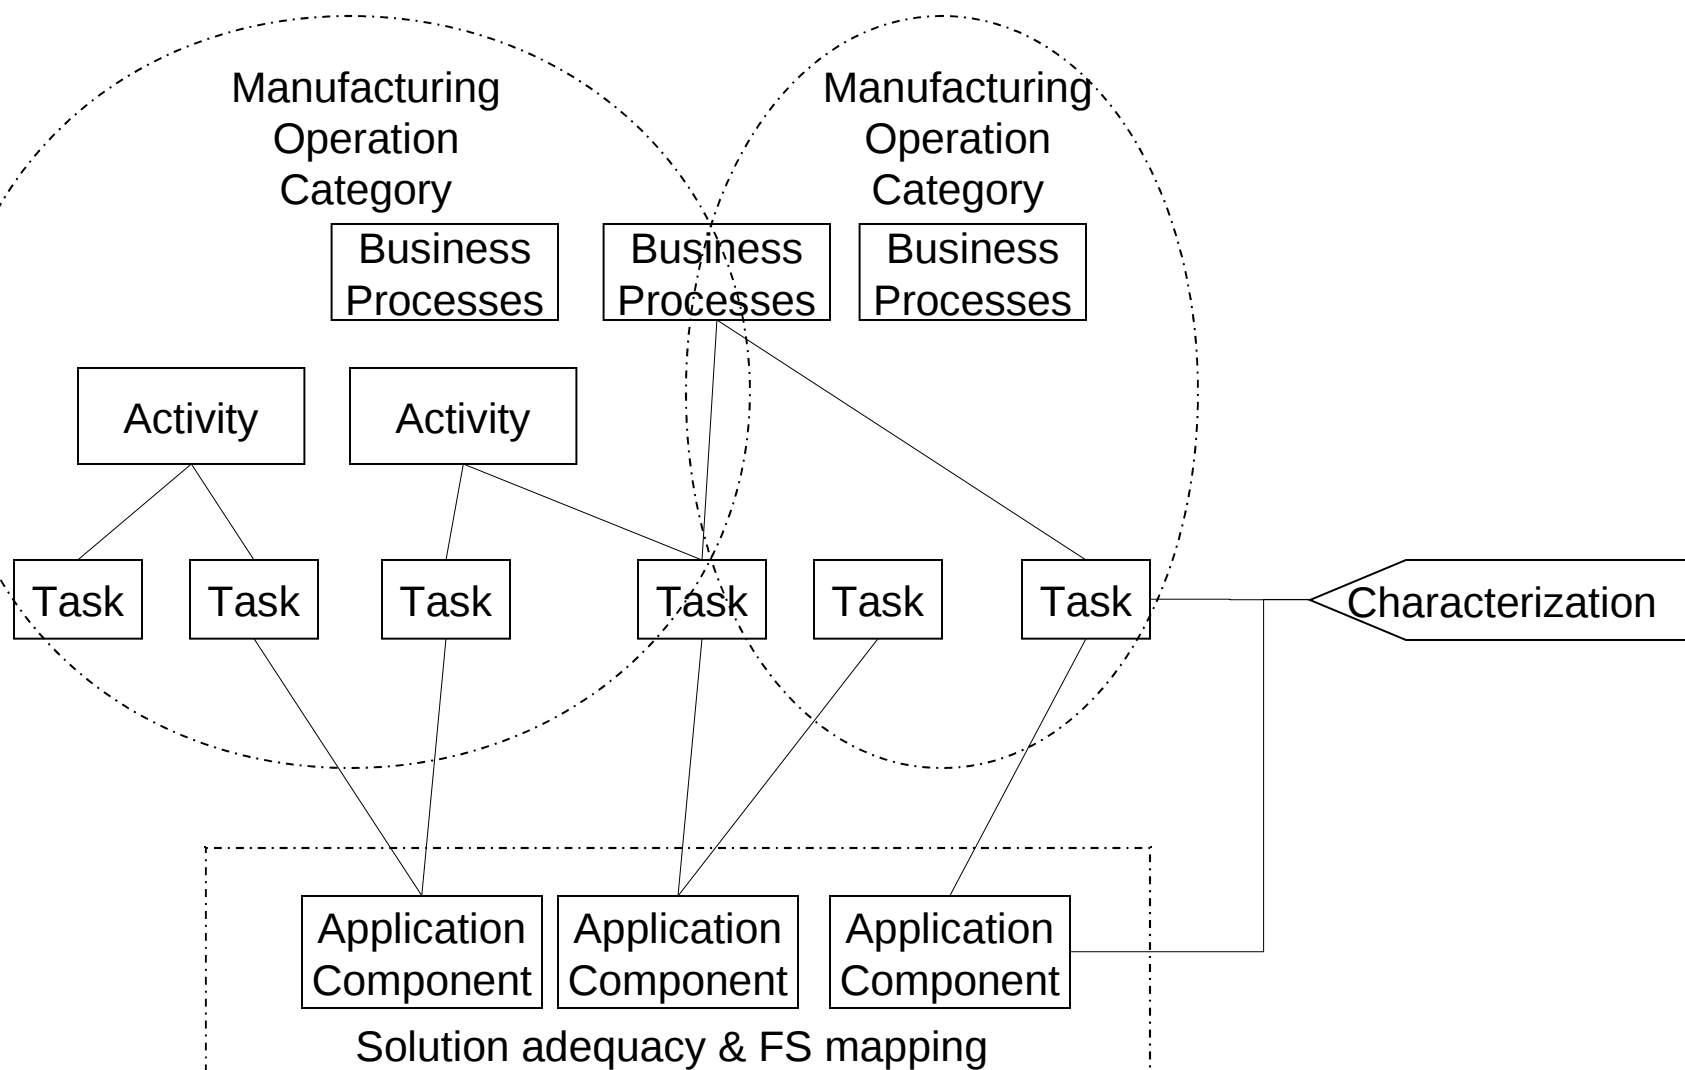 Manufacturing
Operation
Category
Manufacturing
Operation
Category
Business
Processes
Business
Processes
Business
Processes
Activity
Activity
Task
Task
Task
Task
Task
Task
Characterization
Application
Component
Application
Component
Application
Component
Solution adequacy & FS mapping